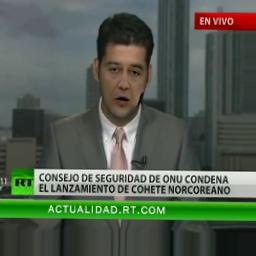 EN VIVO
CONSEJO DE SEGURIDAD DE ONU CONDENA
EL LANZAMIENTO DE COHETE NORCOREANO
RT
ACTUALIDAD.RT.COM